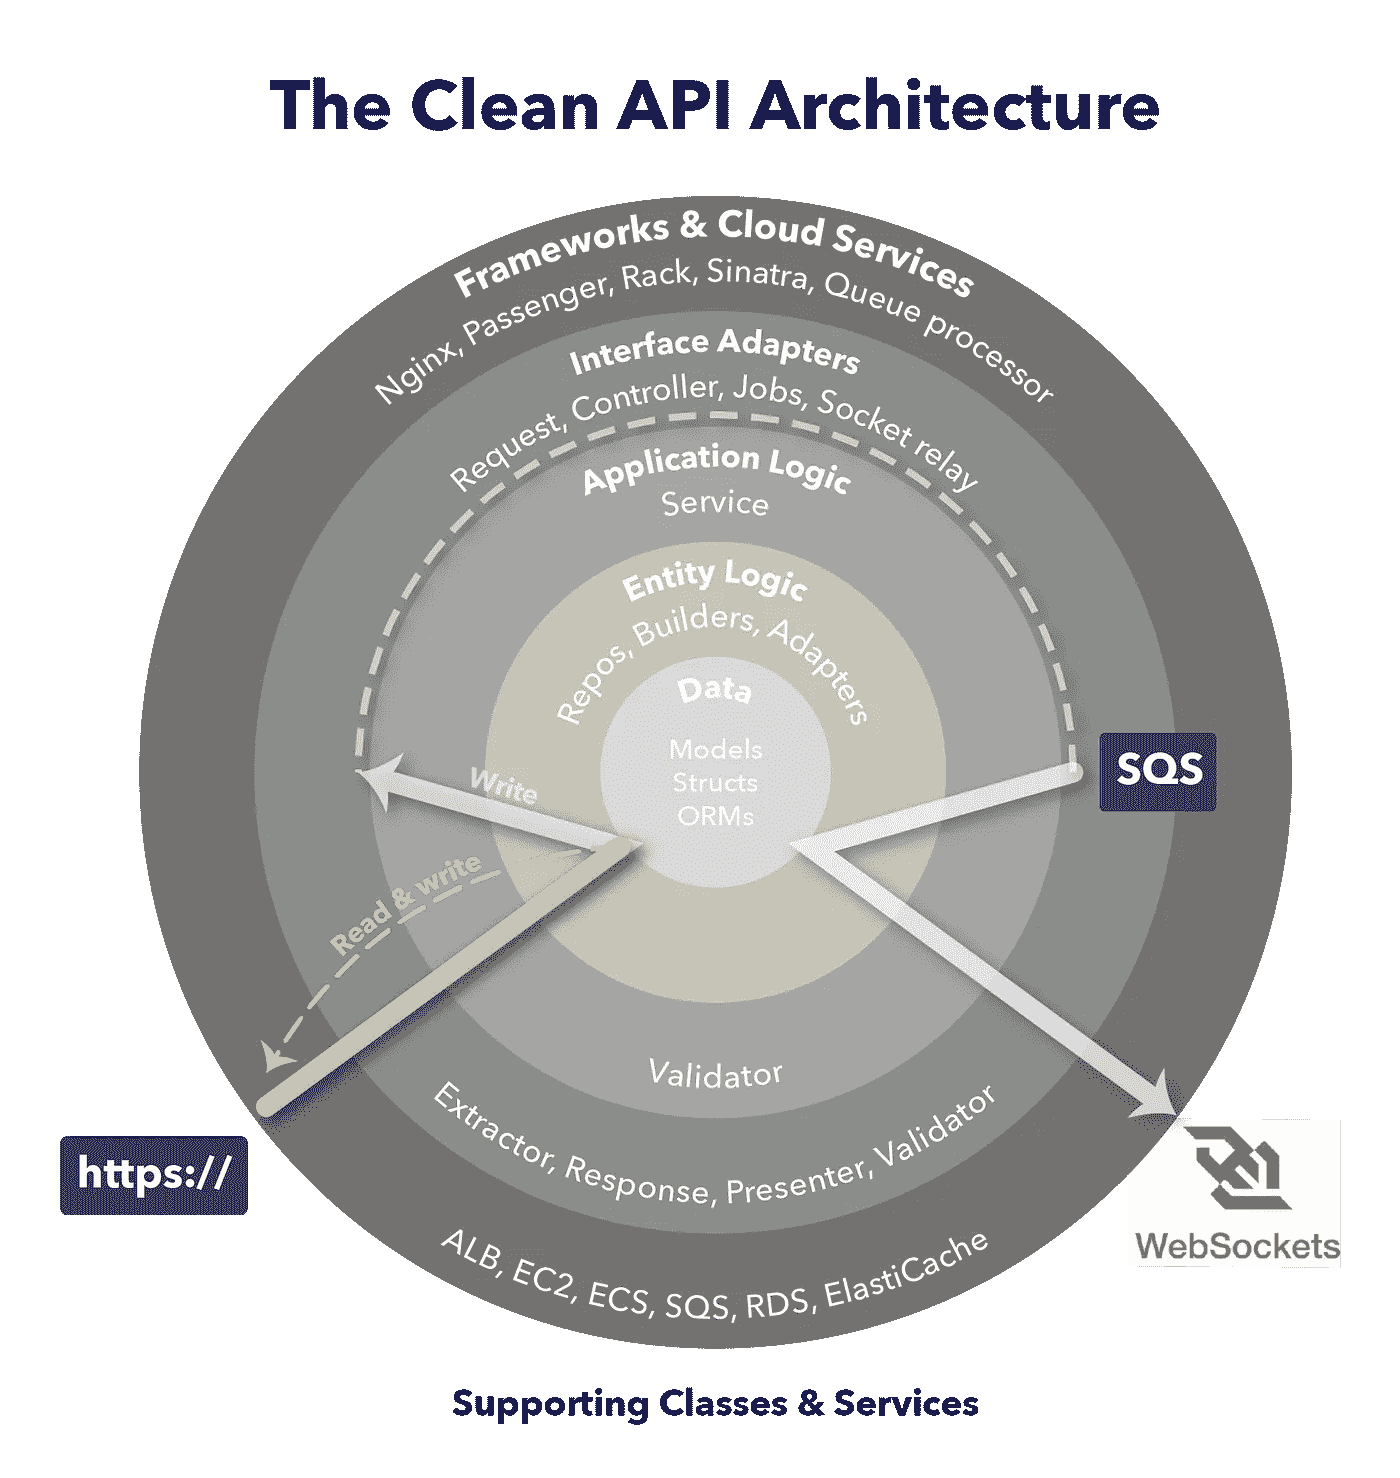 The Clean API Architecture
Frameworks & Cloud Services
Nginx, Passenger, Rack, Sinatra, Queue processor
Interface Adapters
Request, Controller, Jobs, Socket relay
Application Logic
Service
Entity Logic
Repos, Builders, Adapters
Data
Models
Structs
ORMs
Write
SQS
Read & write
Validator
Extractor, Response, Presenter, Validator
https://
WebSockets
ALB, EC2, ECS, SQS, RDS, ElastiCache
Supporting Classes & Services